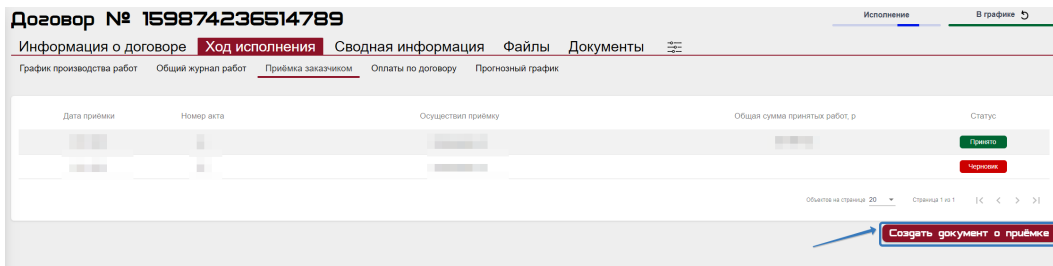 Договор № 159874236514789
Исполнение
В графике
Информация о договоре Ход исполнения Сводная информация Файлы Документы
График производства работ Общий журнал работ Приёмка заказчиком Оплаты по договору Прогнозный график
Дата приемки Номер акта Осуществил приемку Общая сумма принятых работ, р Статус
Принято
Черновик
Объектов на странице 20 Страница 1 из 1
Создать документ о приёмке